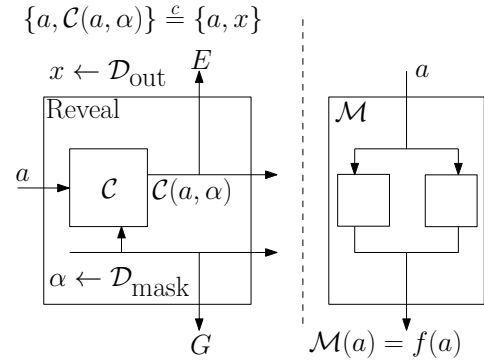 {a, 𝒞(a, α)} ≟ᶜ {a, x}
x ← 𝒟_out
E
a
Reveal
ℳ
a
𝒞
𝒞(a, α)
α ← 𝒟_mask
G
ℳ(a) = f(a)